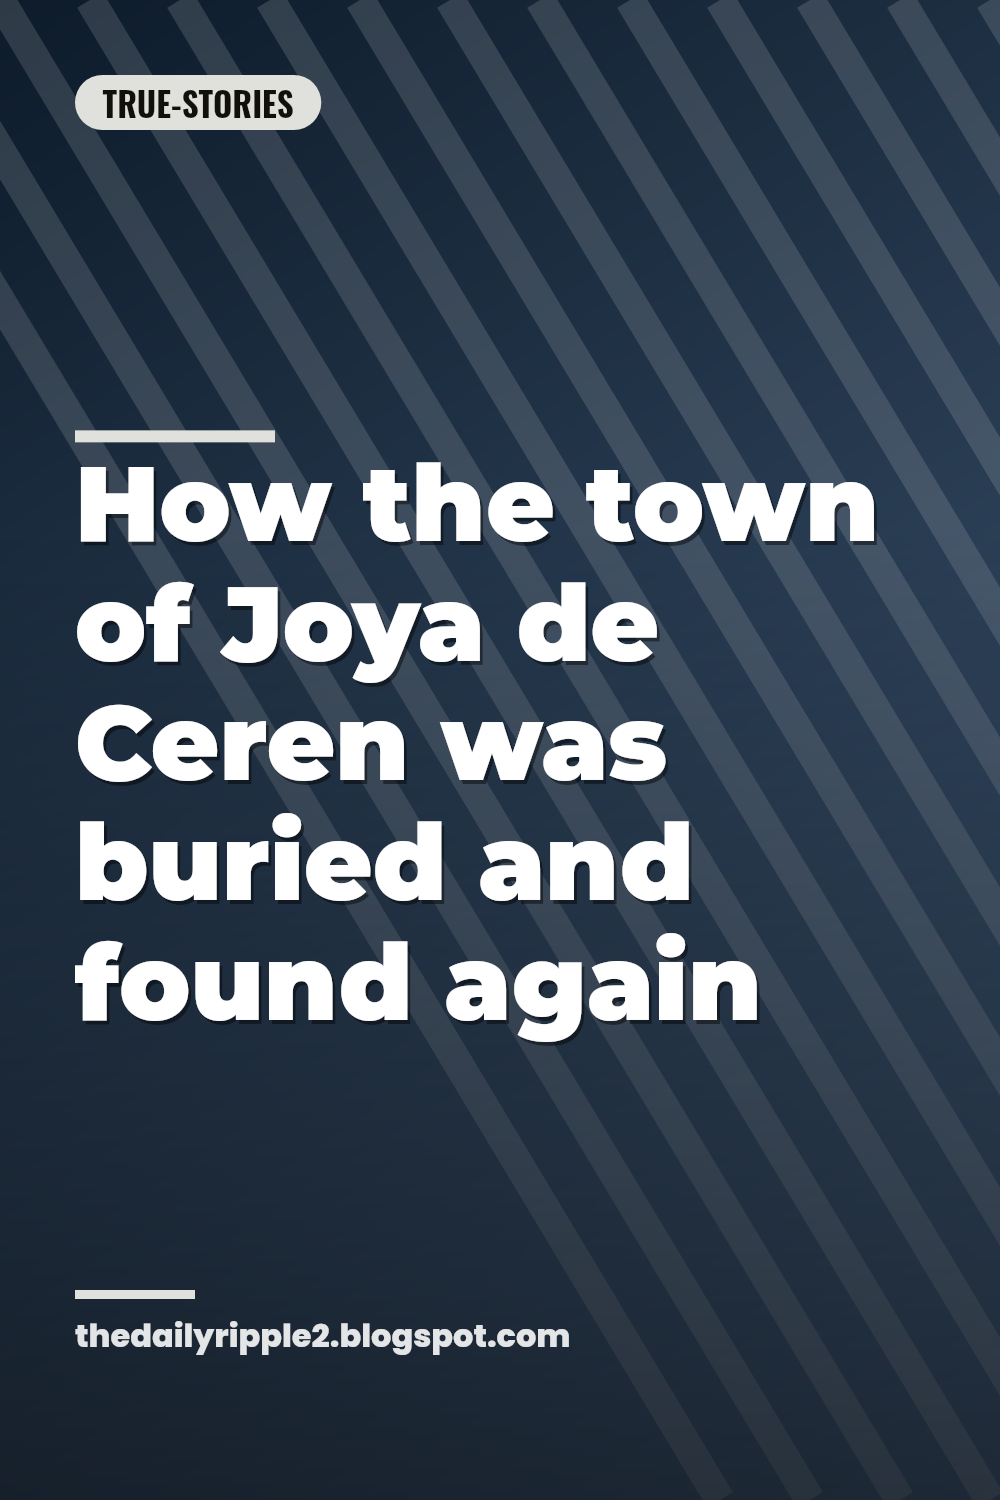 TRUE-STORIES
How the town
of Joya de
Ceren was
buried and
found again
thedailyripple2.blogspot.com